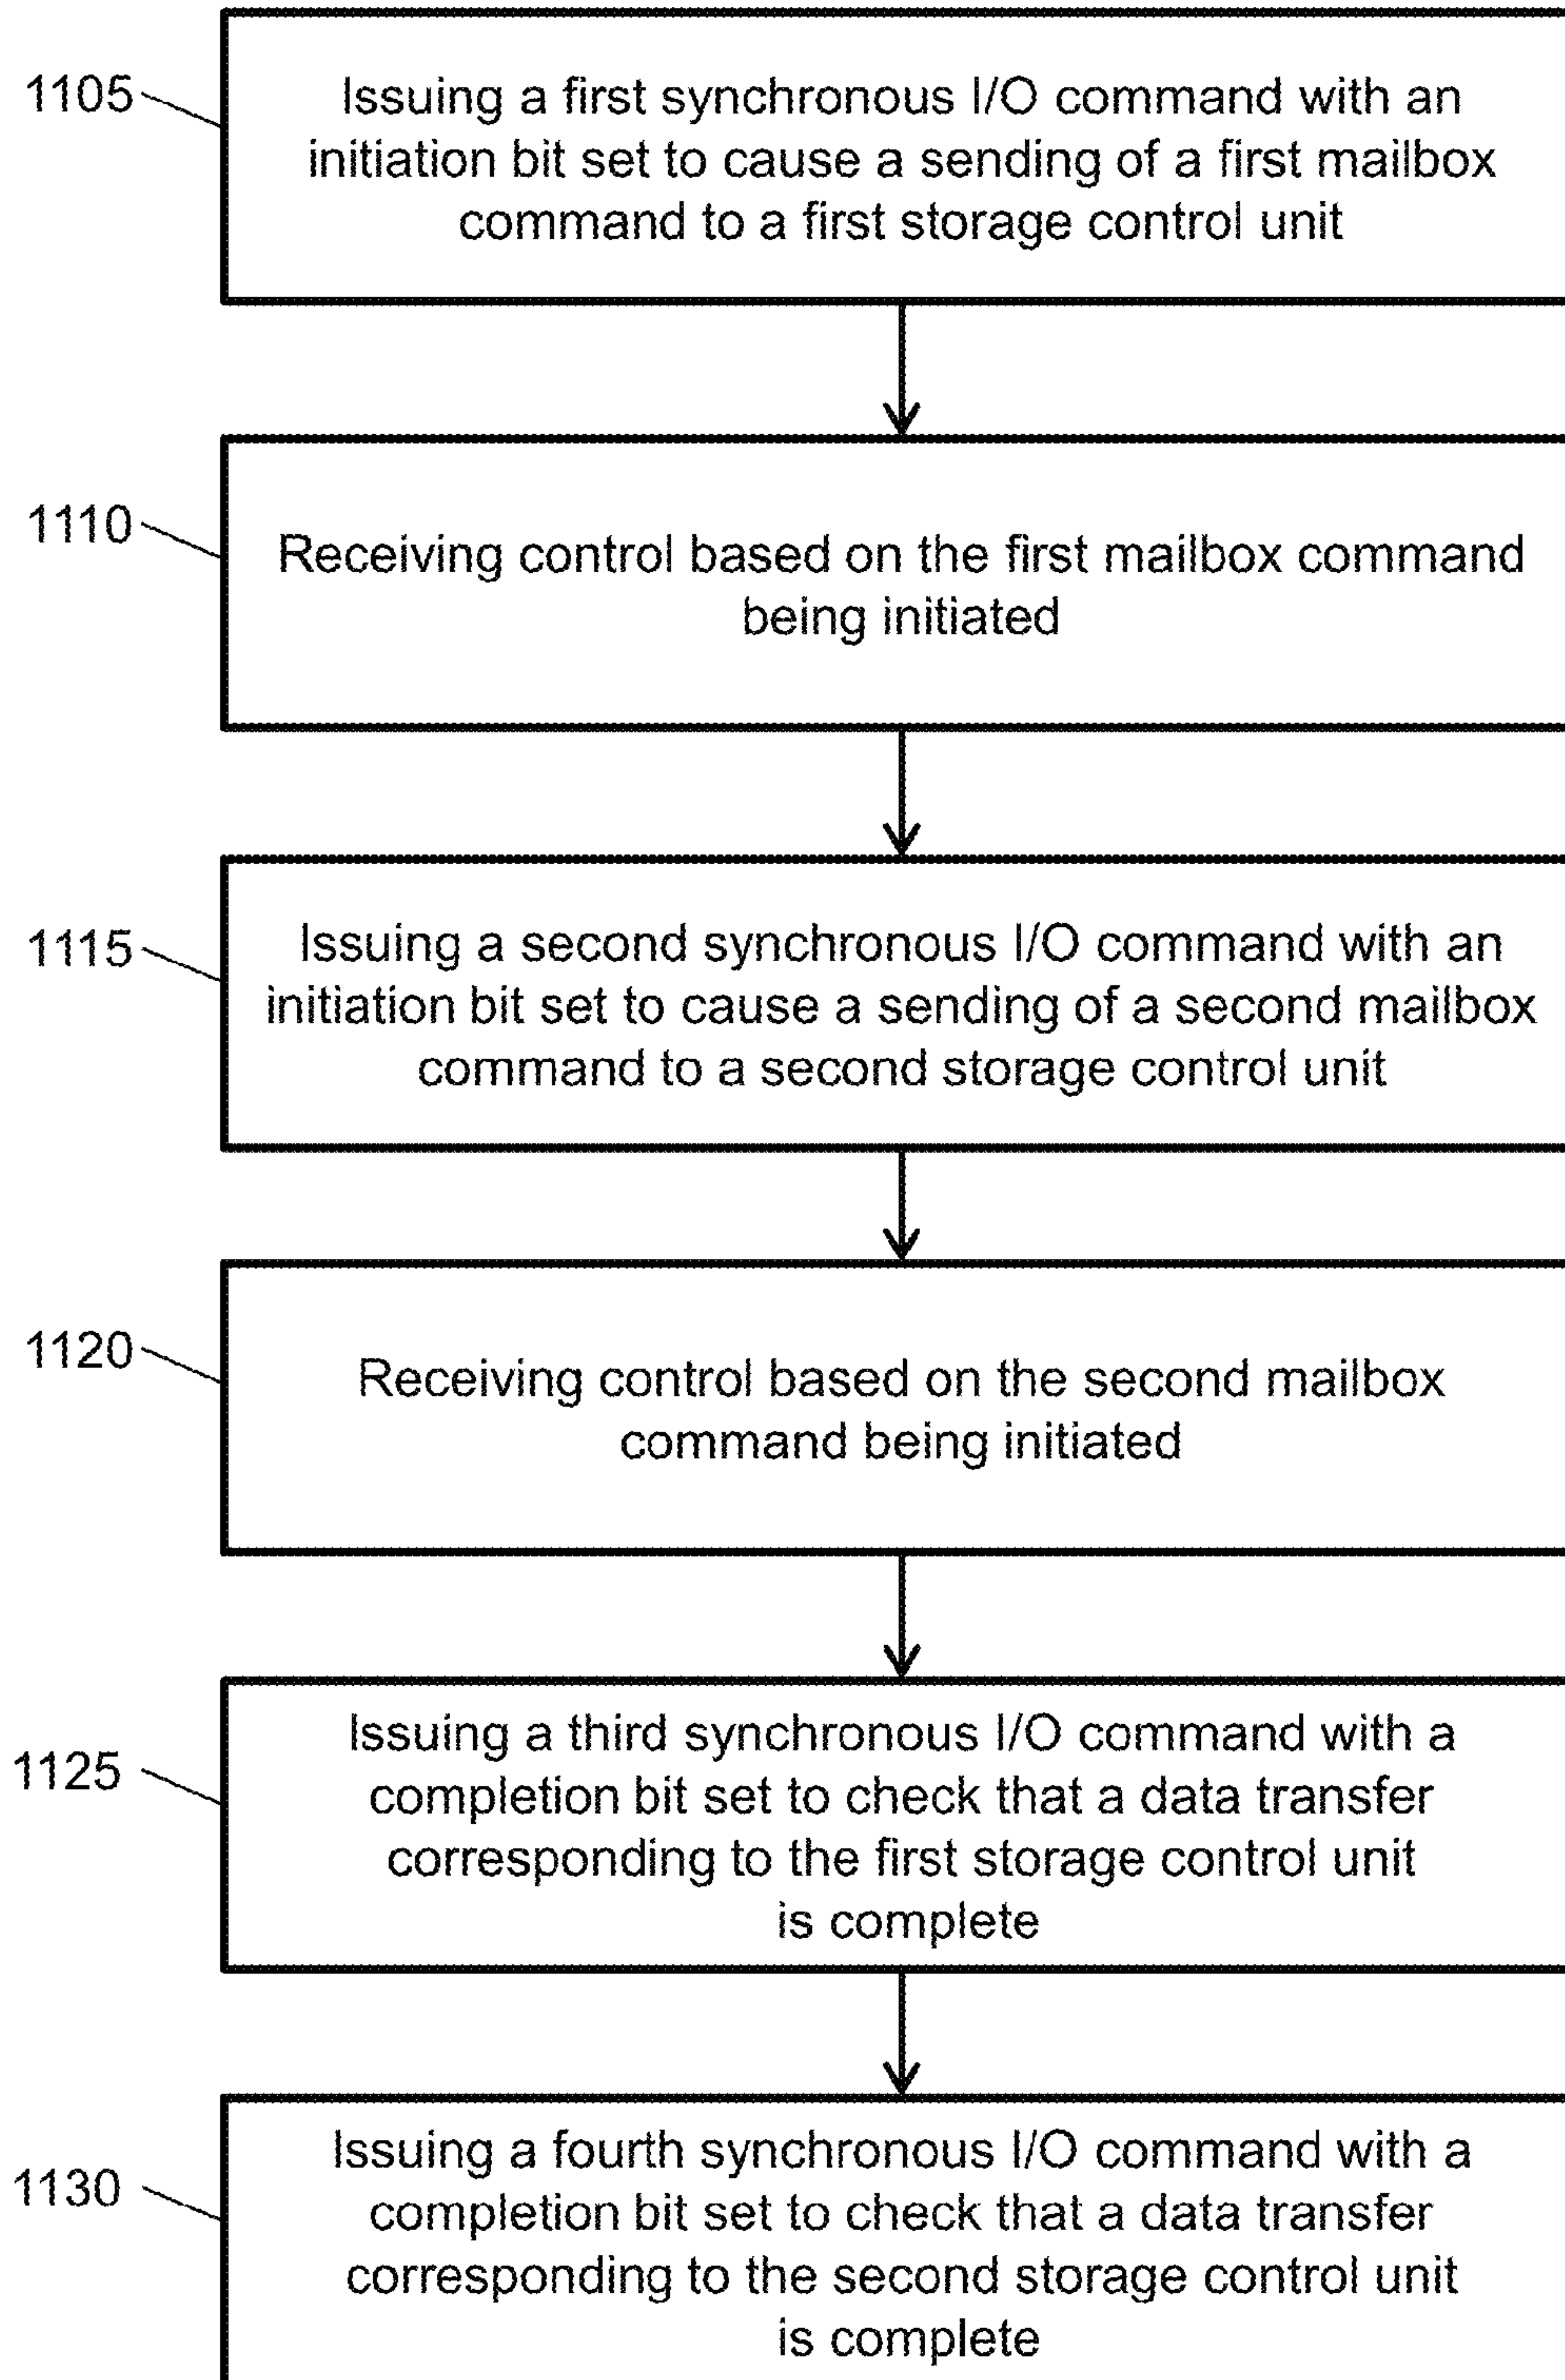 1105
Issuing a first synchronous I/O command with an
initiation bit set to cause a sending of a first mailbox
command to a first storage control unit
1110
Receiving control based on the first mailbox command
being initiated
1115
Issuing a second synchronous I/O command with an
initiation bit set to cause a sending of a second mailbox
command to a second storage control unit
1120
Receiving control based on the second mailbox
command being initiated
1125
Issuing a third synchronous I/O command with a
completion bit set to check that a data transfer
corresponding to the first storage control unit
is complete
1130
Issuing a fourth synchronous I/O command with a
completion bit set to check that a data transfer
corresponding to the second storage control unit
is complete